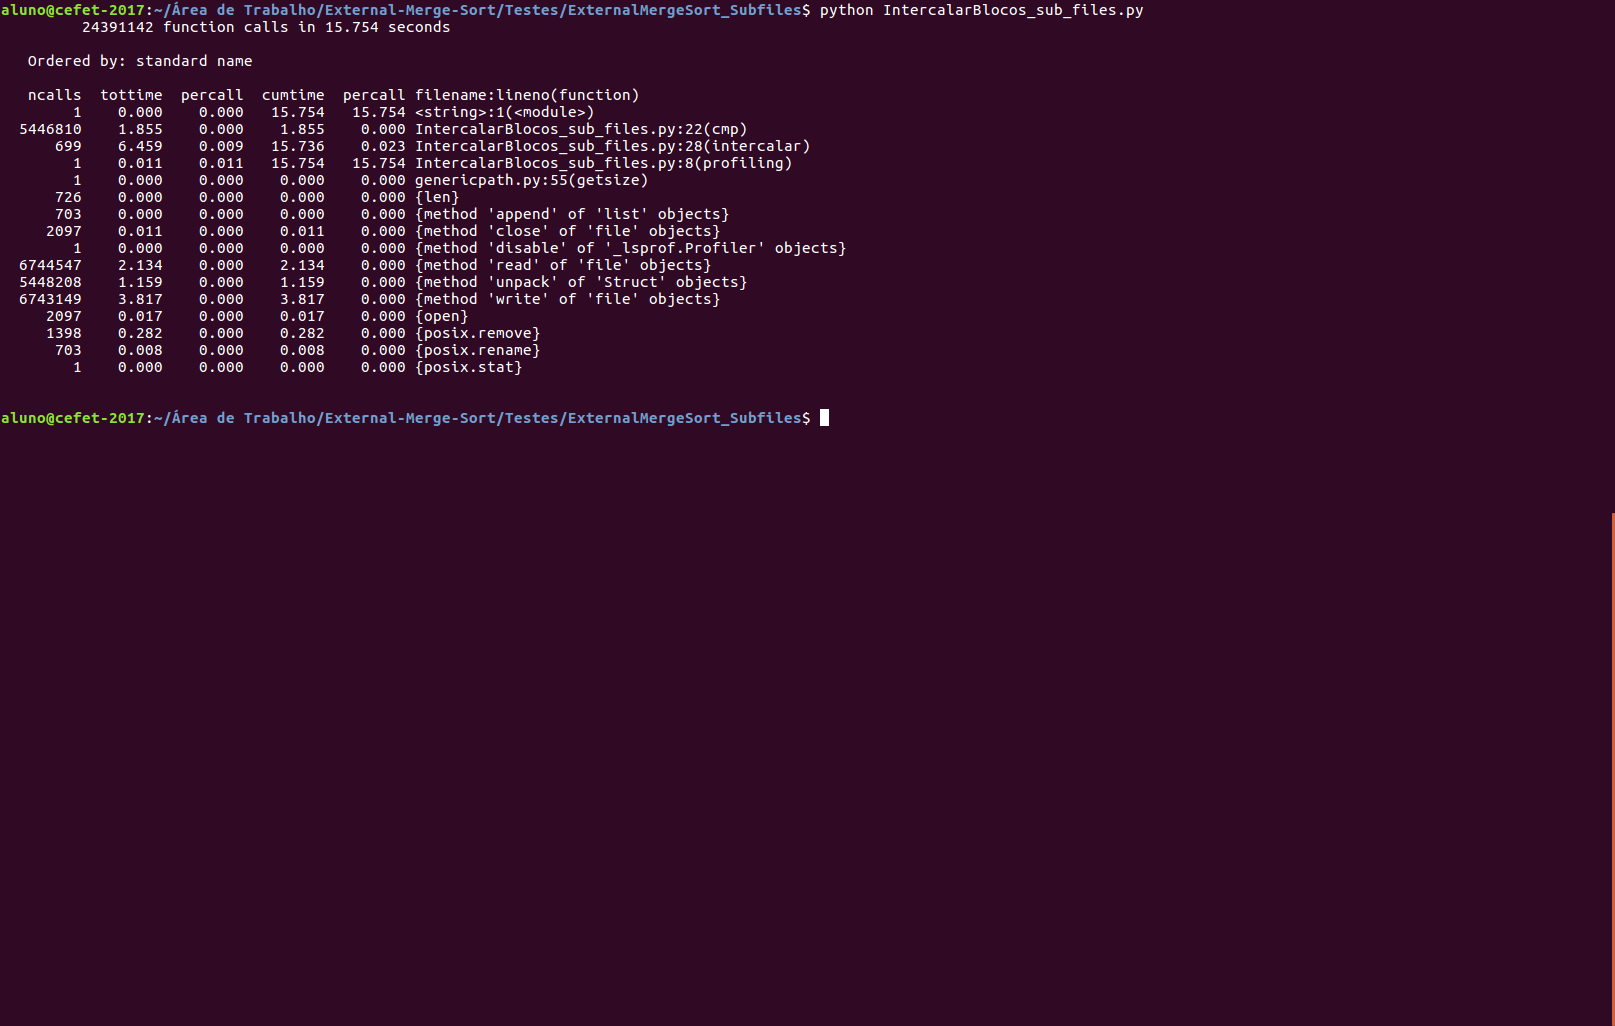 aluno@cefet-2017:~/Área de Trabalho/External-Merge-Sort/Testes/ExternalMergeSort_Subfiles$ python IntercalarBlocos_sub_files.py
         24391142 function calls in 15.754 seconds
   Ordered by: standard name
   ncalls  tottime  percall  cumtime  percall filename:lineno(function)
        1    0.000    0.000   15.754   15.754 <string>:1(<module>)
  5446810    1.855    0.000    1.855    0.000 IntercalarBlocos_sub_files.py:22(cmp)
      699    6.459    0.009   15.736    0.023 IntercalarBlocos_sub_files.py:28(intercalar)
        1    0.011    0.011   15.754   15.754 IntercalarBlocos_sub_files.py:8(profiling)
        1    0.000    0.000    0.000    0.000 genericpath.py:55(getsize)
      726    0.000    0.000    0.000    0.000 {len}
      703    0.000    0.000    0.000    0.000 {method 'append' of 'list' objects}
     2097    0.011    0.000    0.011    0.000 {method 'close' of 'file' objects}
        1    0.000    0.000    0.000    0.000 {method 'disable' of '_lsprof.Profiler' objects}
  6744547    2.134    0.000    2.134    0.000 {method 'read' of 'file' objects}
  5448208    1.159    0.000    1.159    0.000 {method 'unpack' of 'Struct' objects}
  6743149    3.817    0.000    3.817    0.000 {method 'write' of 'file' objects}
     2097    0.017    0.000    0.017    0.000 {open}
     1398    0.282    0.000    0.282    0.000 {posix.remove}
      703    0.008    0.000    0.008    0.000 {posix.rename}
        1    0.000    0.000    0.000    0.000 {posix.stat}
aluno@cefet-2017:~/Área de Trabalho/External-Merge-Sort/Testes/ExternalMergeSort_Subfiles$